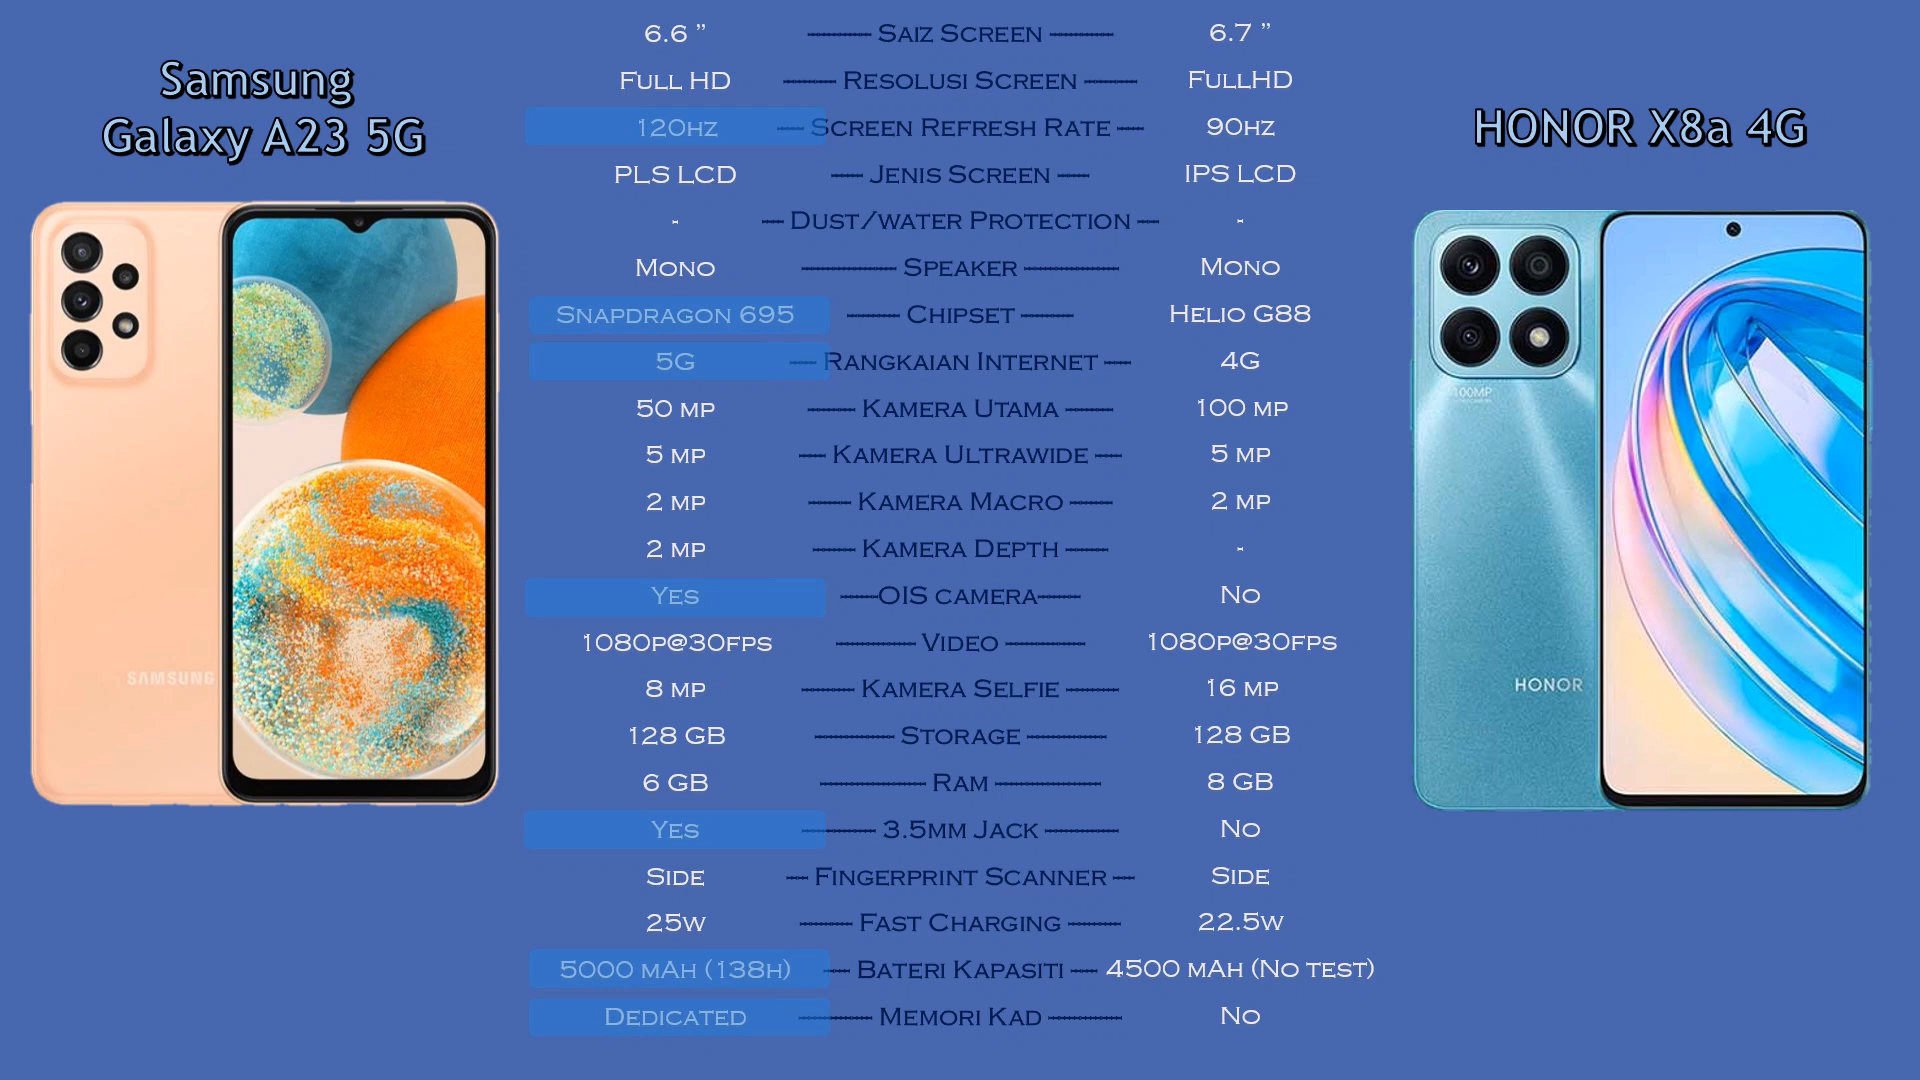 Samsung
Galaxy A23 5G
HONOR X8a 4G
6.6 ” Saiz Screen 6.7 ”
Full HD Resolusi Screen FullHD
120hz Screen Refresh Rate 90hz
PLS LCD Jenis Screen IPS LCD
- Dust/water Protection -
Mono Speaker Mono
Snapdragon 695 Chipset Helio G88
5G Rangkaian Internet 4G
50 mp Kamera Utama 100 mp
5 mp Kamera Ultrawide 5 mp
2 mp Kamera Macro 2 mp
2 mp Kamera Depth -
Yes OIS camera No
1080p@30fps Video 1080p@30fps
8 mp Kamera Selfie 16 mp
128 GB Storage 128 GB
6 GB Ram 8 GB
Yes 3.5mm Jack No
Side Fingerprint Scanner Side
25w Fast Charging 22.5w
5000 mAh (138h) Bateri Kapasiti 4500 mAh (No test)
Dedicated Memori Kad No
SAMSUNG
100MP
HONOR